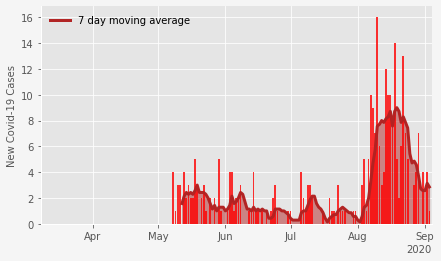 7 day moving average
New Covid-19 Cases
16
14
12
10
8
6
4
2
0
Apr
May
Jun
Jul
Aug
Sep
2020